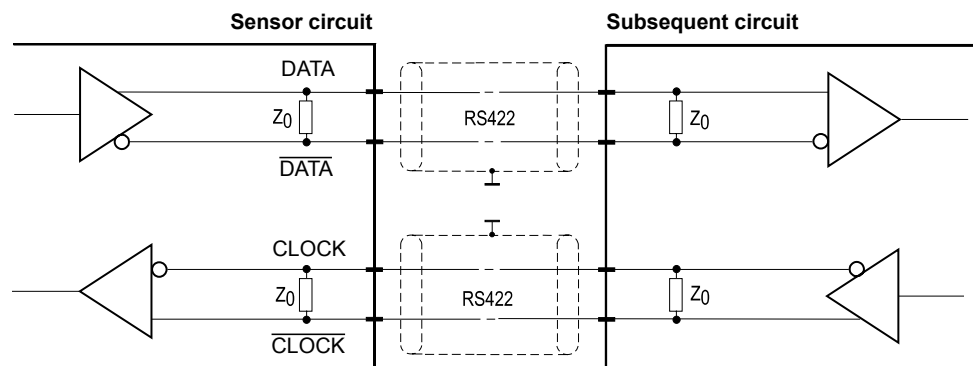 Sensor circuit
Subsequent circuit
DATA
Z0
RS422
Z0
DATA
CLOCK
Z0
RS422
Z0
CLOCK